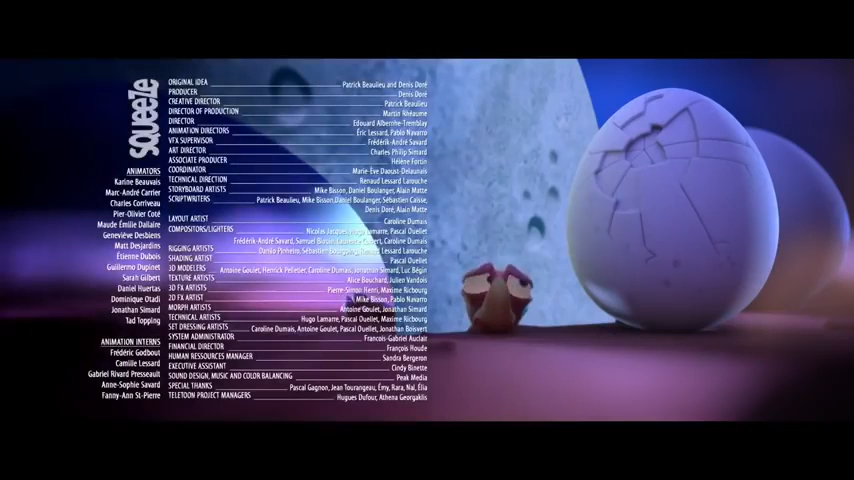 squeeze
ANIMATORS
Karine Beauvais
Marc-André Carrier
Charles Corriveau
Pier-Olivier Coté
Maude Émilie Dallaire
Geneviève Desbiens
Matt Desjardins
Étienne Dubois
Guillermo Dupinet
Sarah Gilbert
Daniel Huertas
Dominique Otadi
Jonathan Simard
Tad Topping
ANIMATION INTERNS
Frédéric Godbout
Camille Lessard
Gabriel Rivard Presseault
Anne-Sophie Savard
Fanny-Ann St-Pierre
ORIGINAL IDEA Patrick Beaulieu and Denis Doré
PRODUCER Denis Doré
CREATIVE DIRECTOR Patrick Beaulieu
DIRECTOR OF PRODUCTION Martin Rhéaume
DIRECTOR Edouard Albernhe-Tremblay
ANIMATION DIRECTORS Éric Lessard, Pablo Navarro
VFX SUPERVISOR Frédérik-André Savard
ART DIRECTOR Charles Philip Simard
ASSOCIATE PRODUCER Hélène Fortin
COORDINATOR Marie-Ève Daoust-Delaunais
TECHNICAL DIRECTION Renaud Lessard Larouche
STORYBOARD ARTISTS Mike Bisson, Daniel Boulanger, Alain Matte
SCRIPTWRITERS Patrick Beaulieu, Mike Bisson, Daniel Boulanger, Sébastien Caisse,
Denis Doré, Alain Matte
LAYOUT ARTIST Caroline Dumais
COMPOSITORS/LIGHTERS Nicolas Jacques, Hugo Lamarre, Pascal Ouellet
Frédérik-André Savard, Samuel Caroline Dumais
RIGGING ARTISTS Danilo Pinheiro, Sébastien Renaud Lessard Larouche
SHADING ARTIST Pascal Ouellet
3D MODELERS Antoine Goulet, Henrick Pelletier, Caroline Dumais, Jonathan Simard, Luc Bégin
TEXTURE ARTISTS Alice Bouchard, Julien Vandois
3D FX ARTISTS Pierre-Simon Henri, Maxime Ricbourg
2D FX ARTIST Mike Bisson, Pablo Navarro
MORPH ARTISTS Antoine Goulet, Jonathan Simard
TECHNICAL ARTISTS Hugo Lamarre, Pascal Ouellet, Maxime Ricbourg
SET DRESSING ARTISTS Caroline Dumais, Antoine Goulet, Pascal Ouellet, Jonathan Boisvert
SYSTEM ADMINISTRATOR Francois-Gabriel Auclair
FINANCIAL DIRECTOR François Houde
HUMAN RESSOURCES MANAGER Sandra Bergeron
EXECUTIVE ASSISTANT Cindy Binette
SOUND DESIGN, MUSIC AND COLOR BALANCING Peak Media
SPECIAL THANKS Pascal Gagnon, Jean Tourangeau, Émy, Rara, Nal, Élia
TELETOON PROJECT MANAGERS Hugues Dufour, Athena Georgaklis